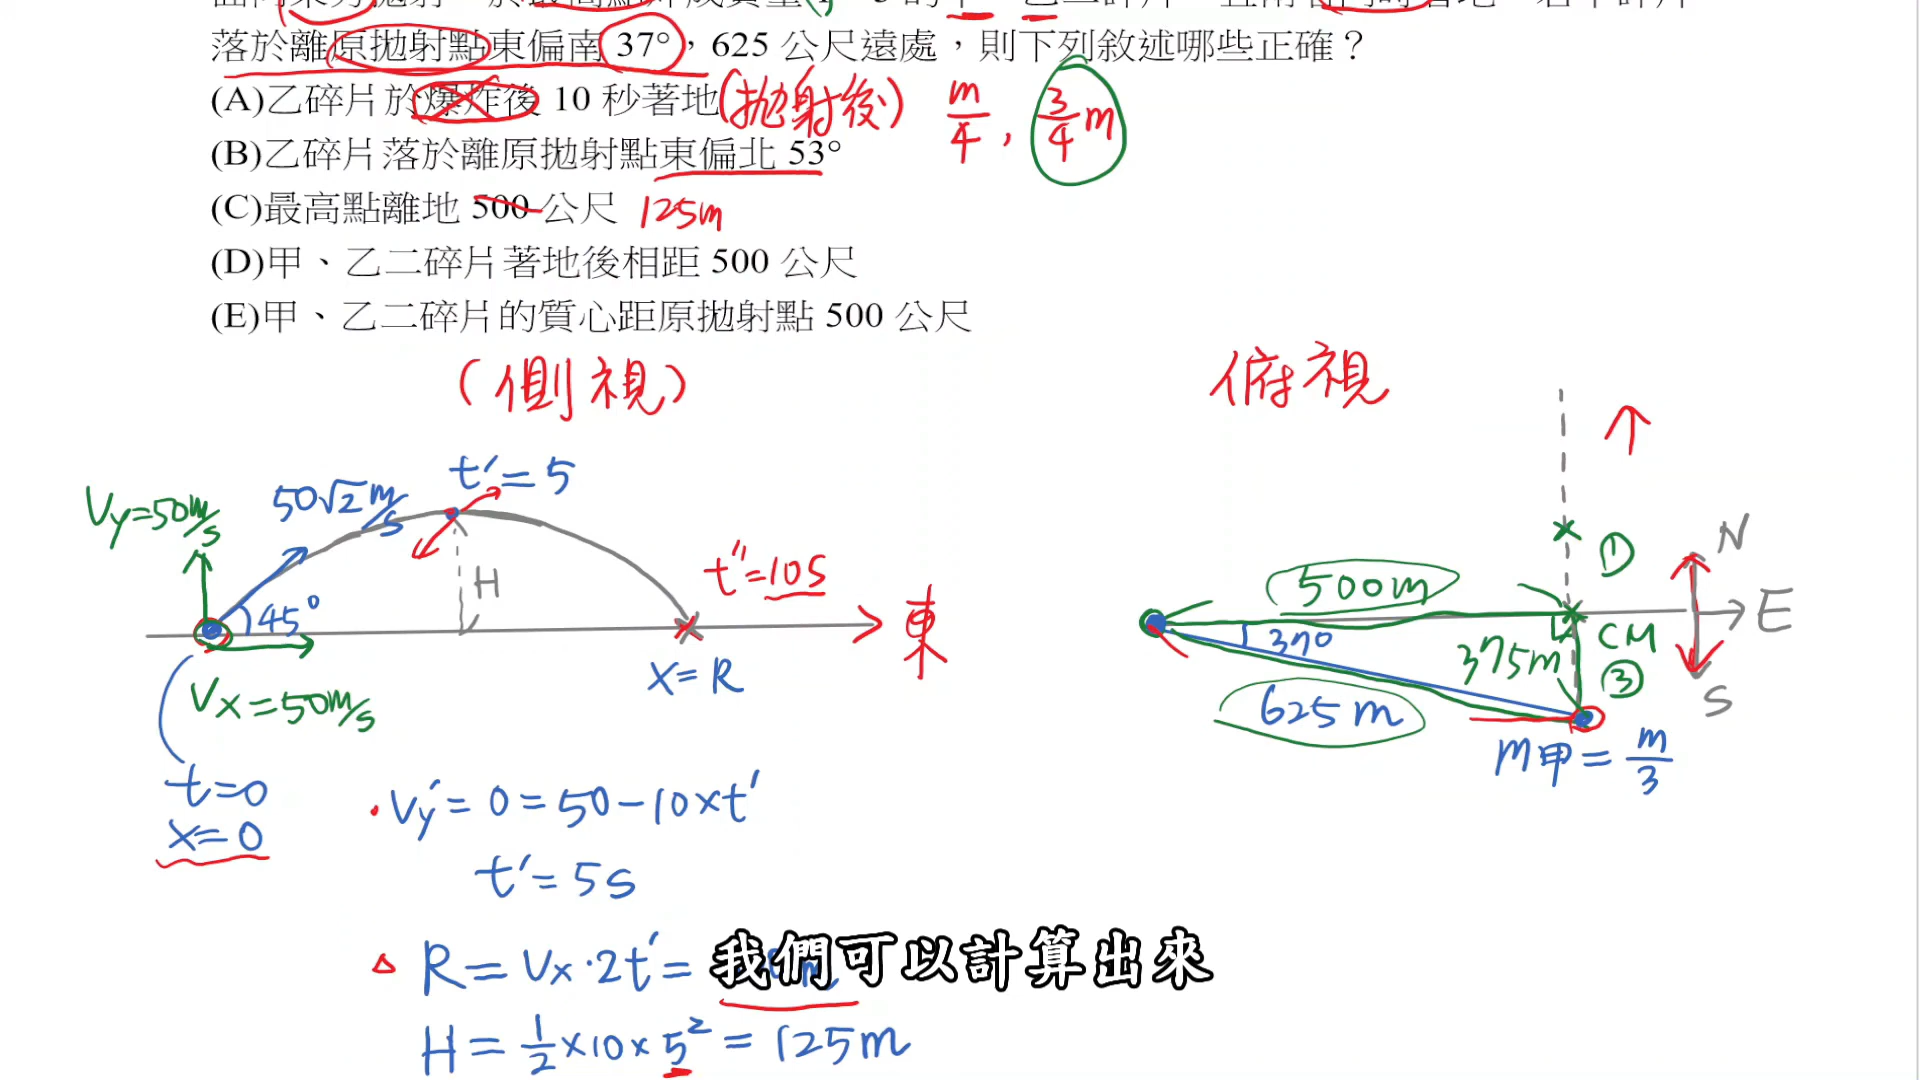 落於離原拋射點東偏南 37°，625 公尺遠處，則下列敘述哪些正確？
(A)乙碎片於爆炸後 10 秒著地(拋射後) m/4 , 3/4 m
(B)乙碎片落於離原拋射點東偏北 53°
(C)最高點離地 500 公尺 125m
(D)甲、乙二碎片著地後相距 500 公尺
(E)甲、乙二碎片的質心距原拋射點 500 公尺
(側視)
俯視
t'=5
50√2 m/s
Vy=50m/s
H
45°
t''=10s
東
X=R
Vx=50m/s
t=0
x=0
N
①
500m
E
37°
CM
375m
③
S
625m
m甲=m/3
·Vy'=0=50-10×t'
t'=5s
△ R=Vx·2t'=
我們可以計算出來
H=1/2×10×5²=125m